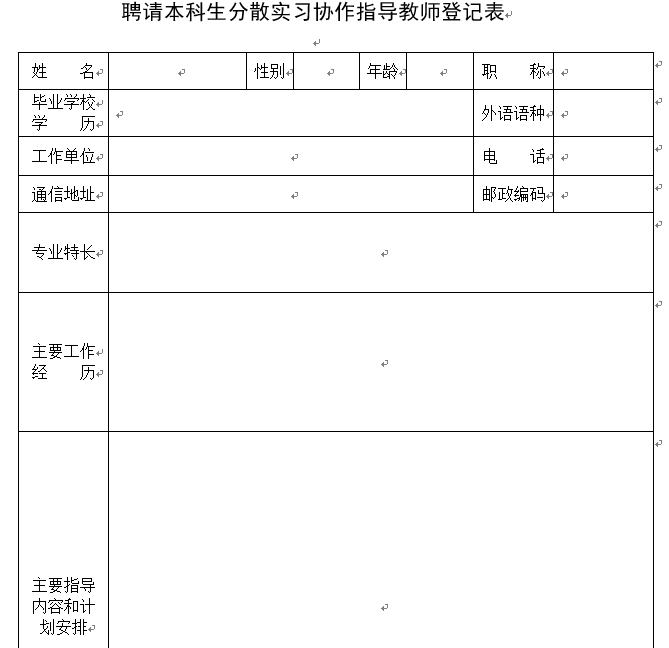 聘请本科生分散实习协作指导教师登记表
姓 名 性别 年龄 职 称
毕业学校
学 历
外语语种
工作单位 电 话
通信地址 邮政编码
专业特长
主要工作
经 历
主要指导
内容和计
划安排